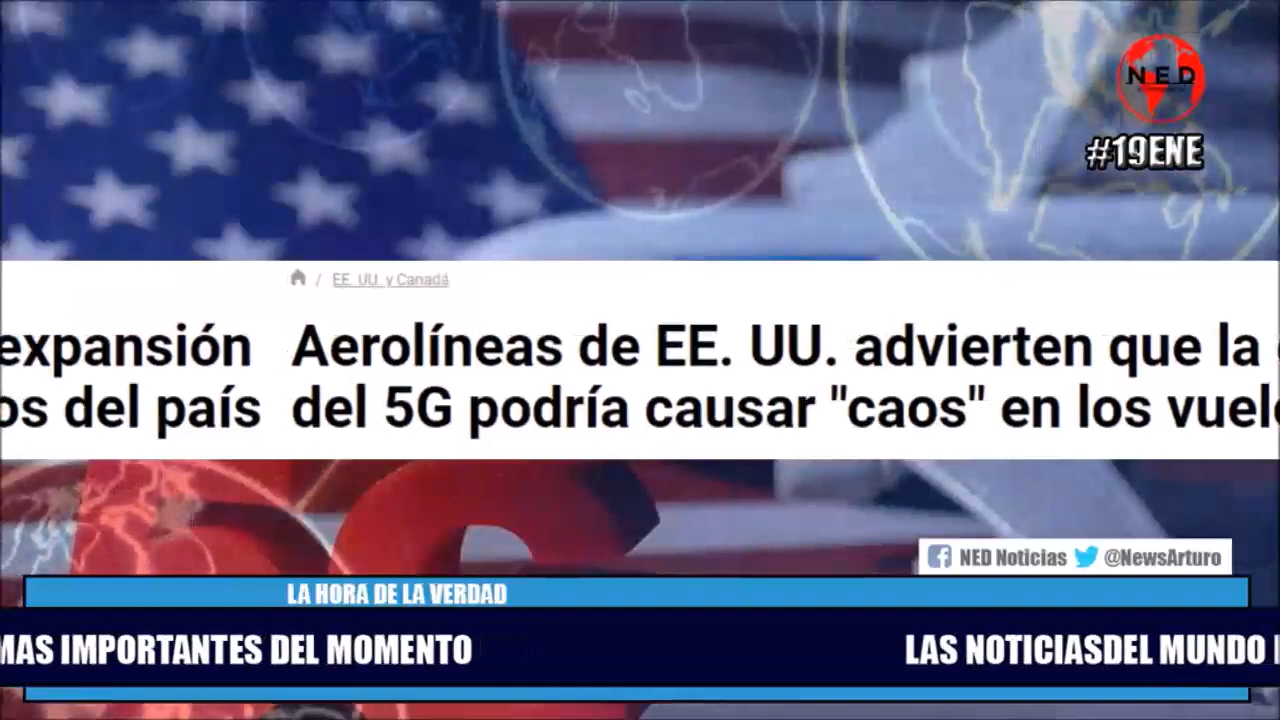 NED
#19ENE
EE. UU. y Canadá
expansión Aerolíneas de EE. UU. advierten que la
os del país del 5G podría causar "caos" en los vuel
NED Noticias @NewsArturo
LA HORA DE LA VERDAD
MAS IMPORTANTES DEL MOMENTO LAS NOTICIASDEL MUNDO